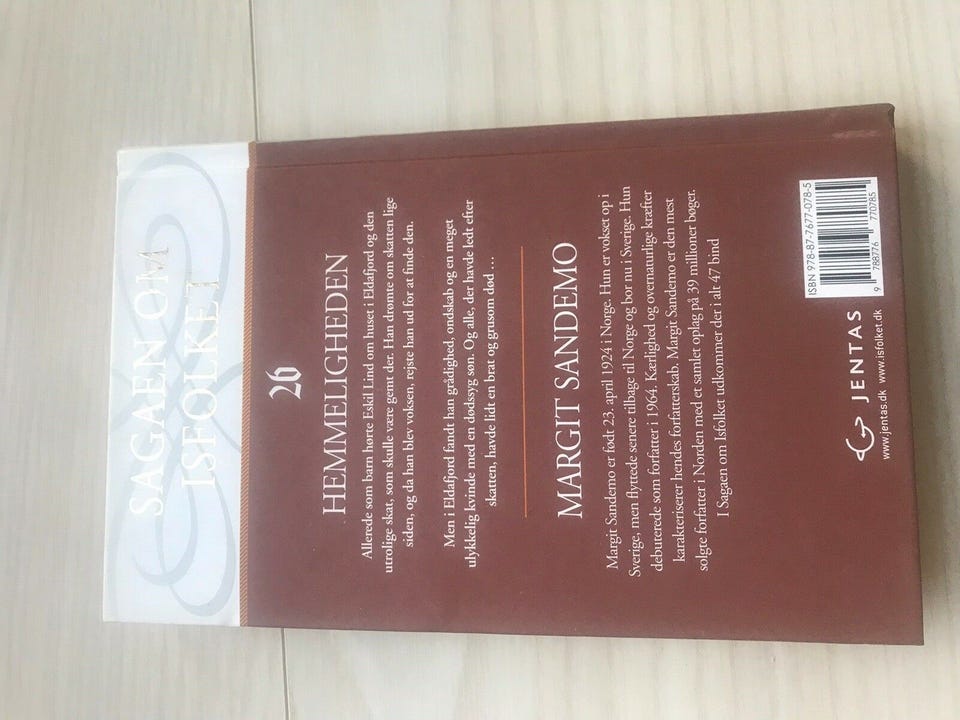 SAGAEN OM
ISFOLKET
26
HEMMELIGHEDEN
Allerede som barn hørte Eskil Lind om huset i Eldafjord og den
utrolige skat, som skulle være gemt der. Han drømte om skatten lige
siden, og da han blev voksen, rejste han ud for at finde den.
Men i Eldafjord fandt han grådighed, ondskab og en meget
ulykkelig kvinde med en dødssyg søn. Og alle, der havde ledt efter
skatten, havde lidt en brat og grusom død ...
MARGIT SANDEMO
Margit Sandemo er født 23. april 1924 i Norge. Hun er vokset op i
Sverige, men flyttede senere tilbage til Norge og bor nu i Sverige. Hun
debuterede som forfatter i 1964. Kærlighed og overnaturlige kræfter
karakteriserer hendes forfatterskab. Margit Sandemo er den mest
solgte forfatter i Norden med et samlet oplag på 39 millioner bøger.
I Sagaen om Isfolket udkommer der i alt 47 bind
JENTAS
www.jentas.dk www.isfolket.dk
ISBN 978-87-7677-078-5
9 788776 770785